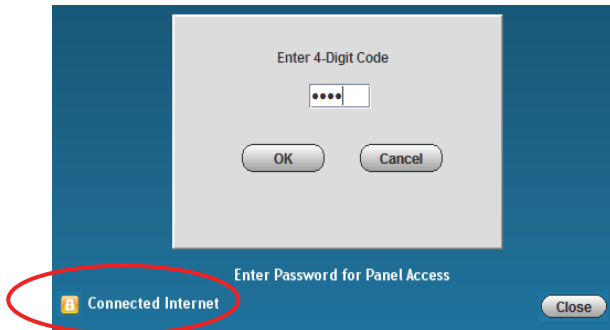 Enter 4-Digit Code
••••
OK Cancel
Enter Password for Panel Access
Connected Internet
Close